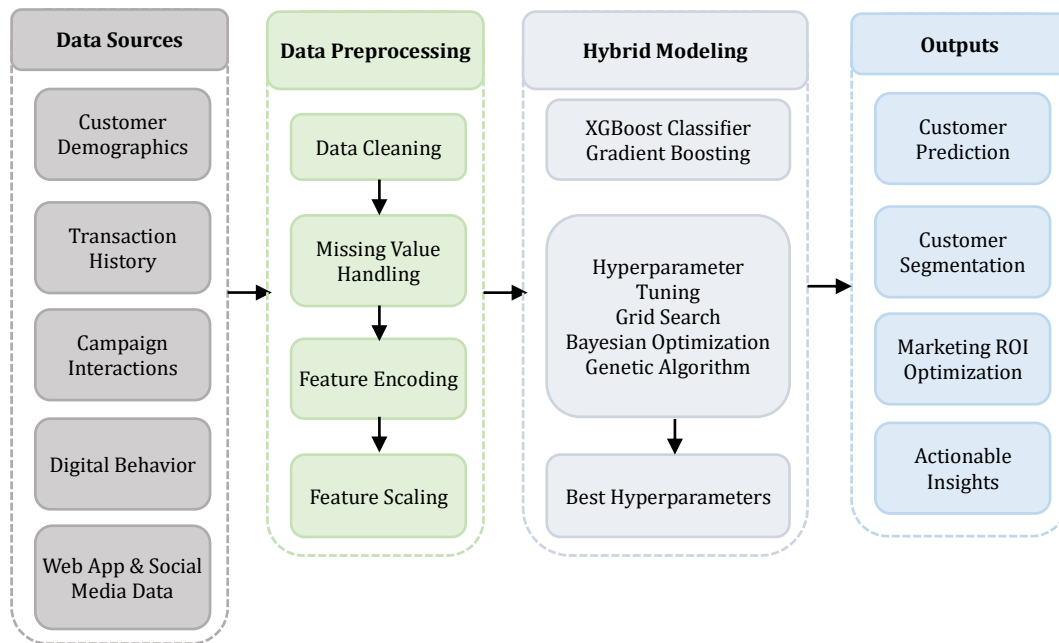 Data Sources
Customer
Demographics
Transaction
History
Campaign
Interactions
Digital Behavior
Web App & Social
Media Data
Data Preprocessing
Data Cleaning
Missing Value
Handling
Feature Encoding
Feature Scaling
Hybrid Modeling
XGBoost Classifier
Gradient Boosting
Hyperparameter
Tuning
Grid Search
Bayesian Optimization
Genetic Algorithm
Best Hyperparameters
Outputs
Customer
Prediction
Customer
Segmentation
Marketing ROI
Optimization
Actionable
Insights